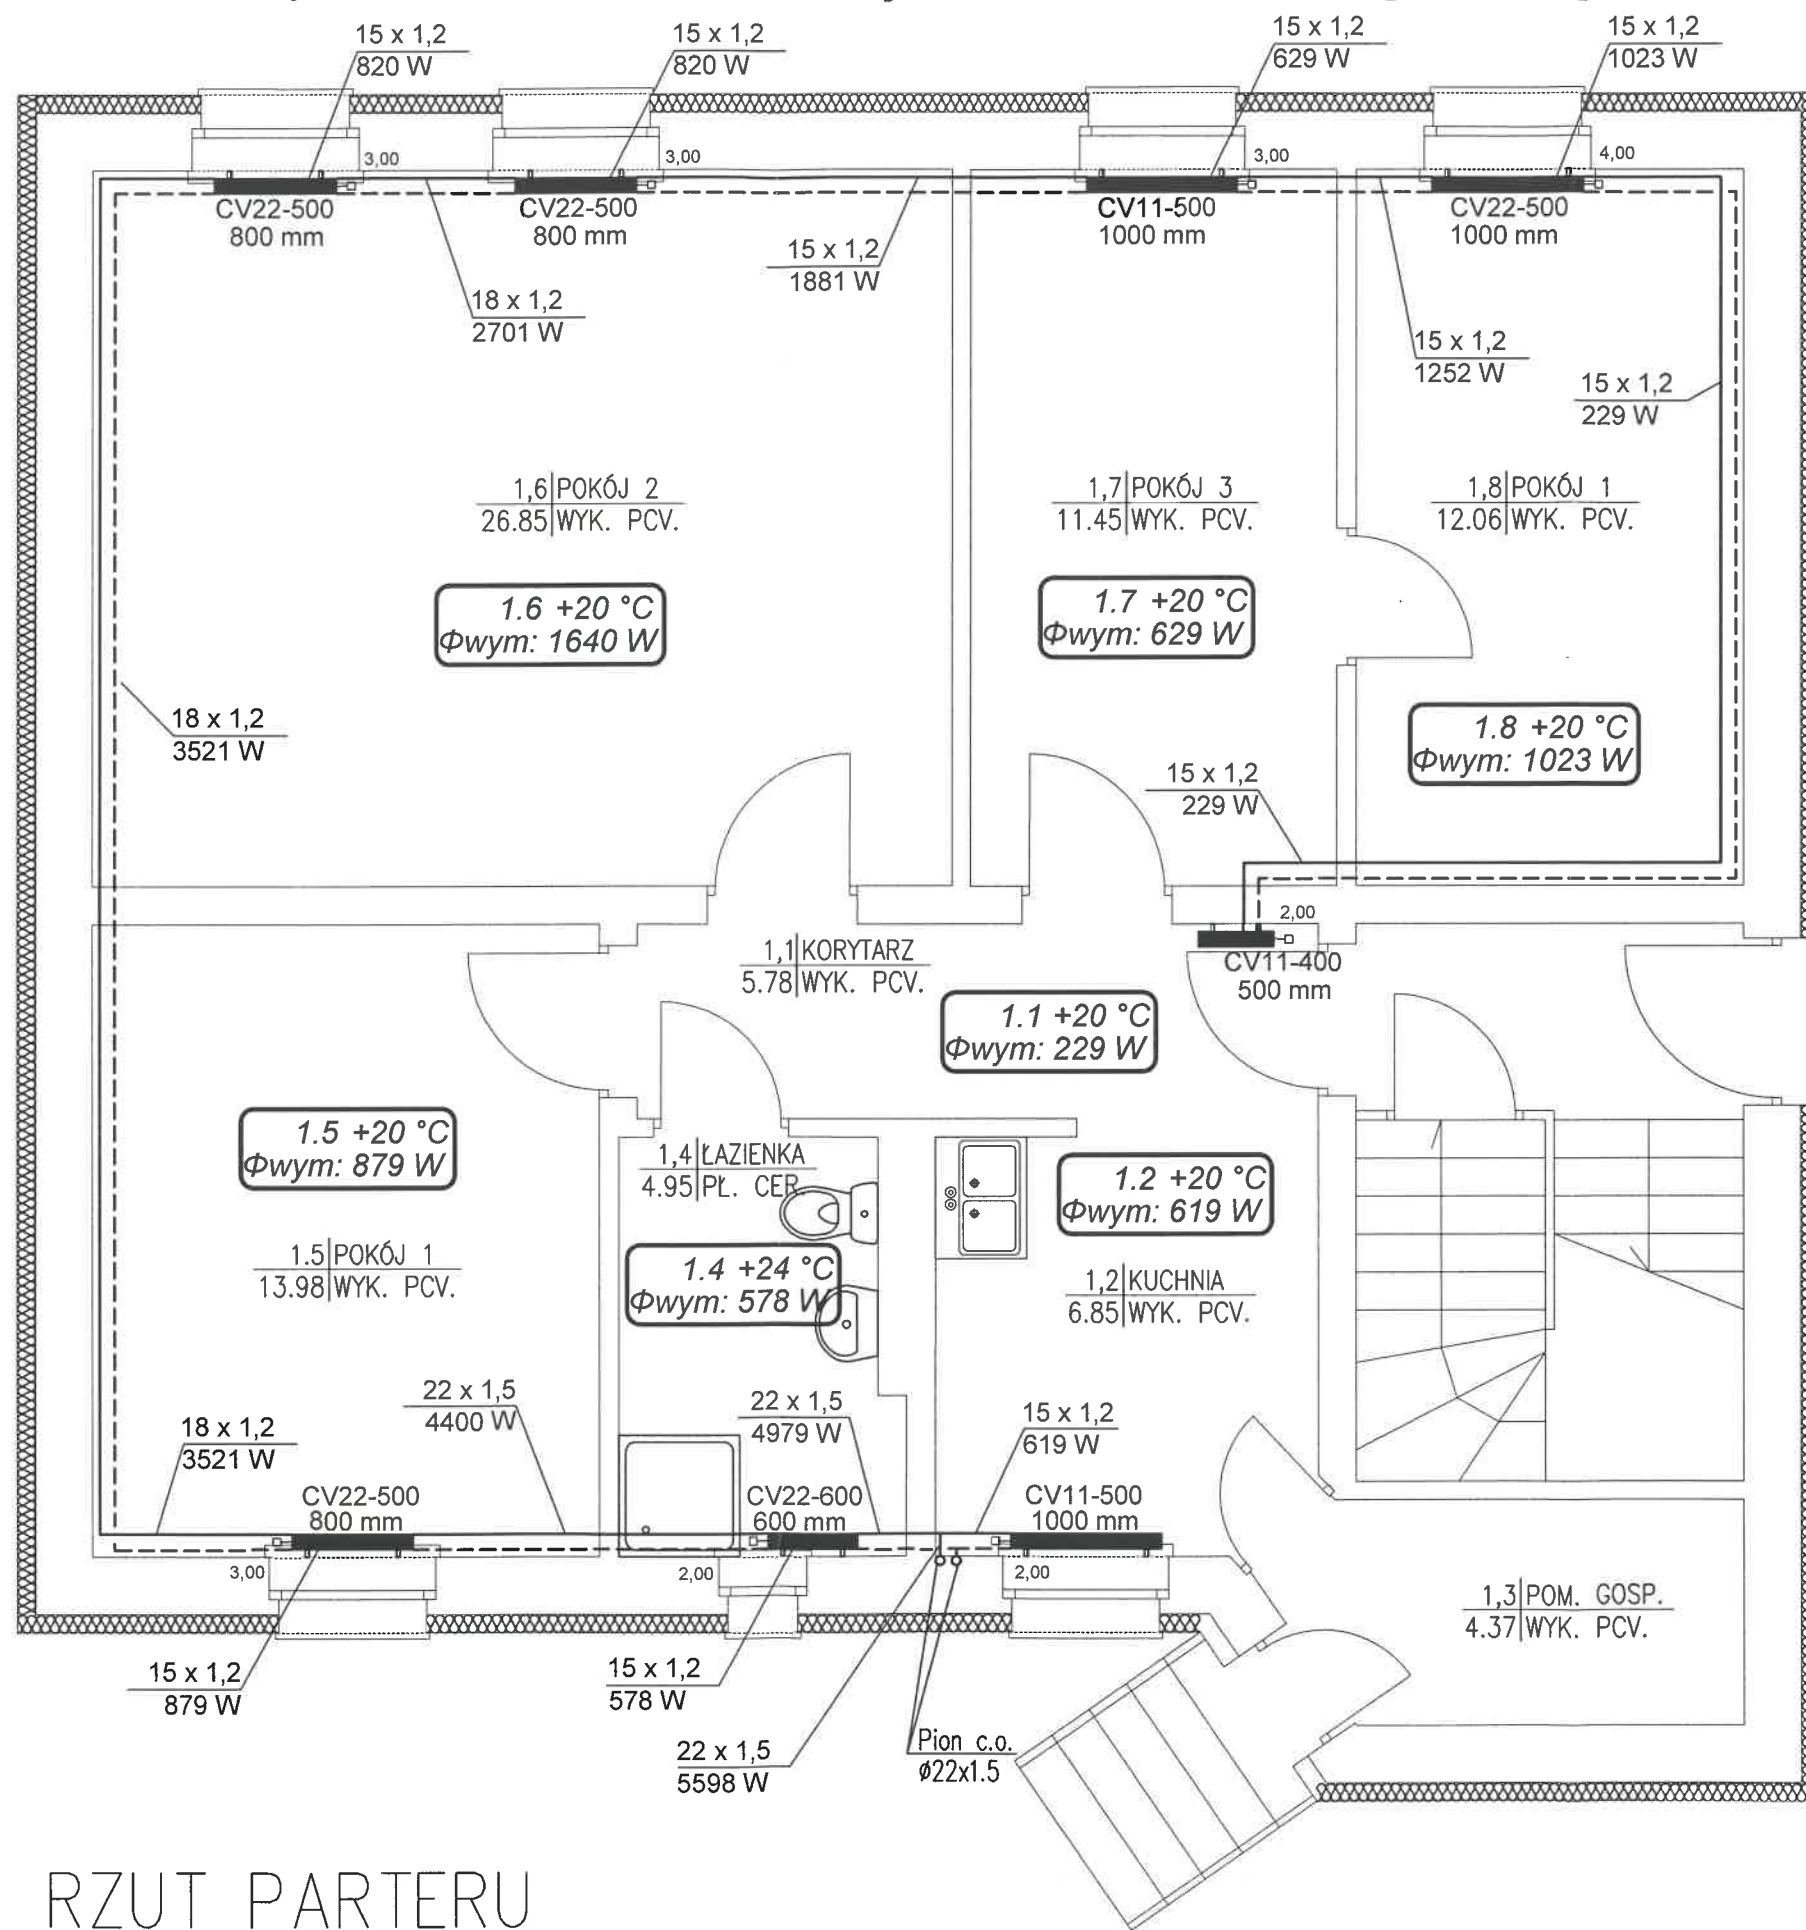 15 x 1,2
820 W
15 x 1,2
820 W
15 x 1,2
629 W
15 x 1,2
1023 W
3,00
3,00
3,00
4,00
CV22-500
800 mm
CV22-500
800 mm
CV11-500
1000 mm
CV22-500
1000 mm
15 x 1,2
1881 W
18 x 1,2
2701 W
15 x 1,2
1252 W
15 x 1,2
229 W
1,6 POKÓJ 2
26.85 WYK. PCV.
1,7 POKÓJ 3
11.45 WYK. PCV.
1,8 POKÓJ 1
12.06 WYK. PCV.
1.6 +20 °C
Φwym: 1640 W
1.7 +20 °C
Φwym: 629 W
18 x 1,2
3521 W
1.8 +20 °C
Φwym: 1023 W
15 x 1,2
229 W
2,00
CV11-400
500 mm
1,1 KORYTARZ
5.78 WYK. PCV.
1.1 +20 °C
Φwym: 229 W
1.5 +20 °C
Φwym: 879 W
1,4 ŁAZIENKA
4.95 PŁ. CER.
1.2 +20 °C
Φwym: 619 W
1.5 POKÓJ 1
13.98 WYK. PCV.
1.4 +24 °C
Φwym: 578 W
1,2 KUCHNIA
6.85 WYK. PCV.
22 x 1,5
4400 W
22 x 1,5
4979 W
15 x 1,2
619 W
18 x 1,2
3521 W
CV22-500
800 mm
CV22-600
600 mm
CV11-500
1000 mm
3,00
2,00
2,00
1,3 POM. GOSP.
4.37 WYK. PCV.
15 x 1,2
879 W
15 x 1,2
578 W
22 x 1,5
5598 W
Pion c.o.
ø22x1.5
RZUT PARTERU